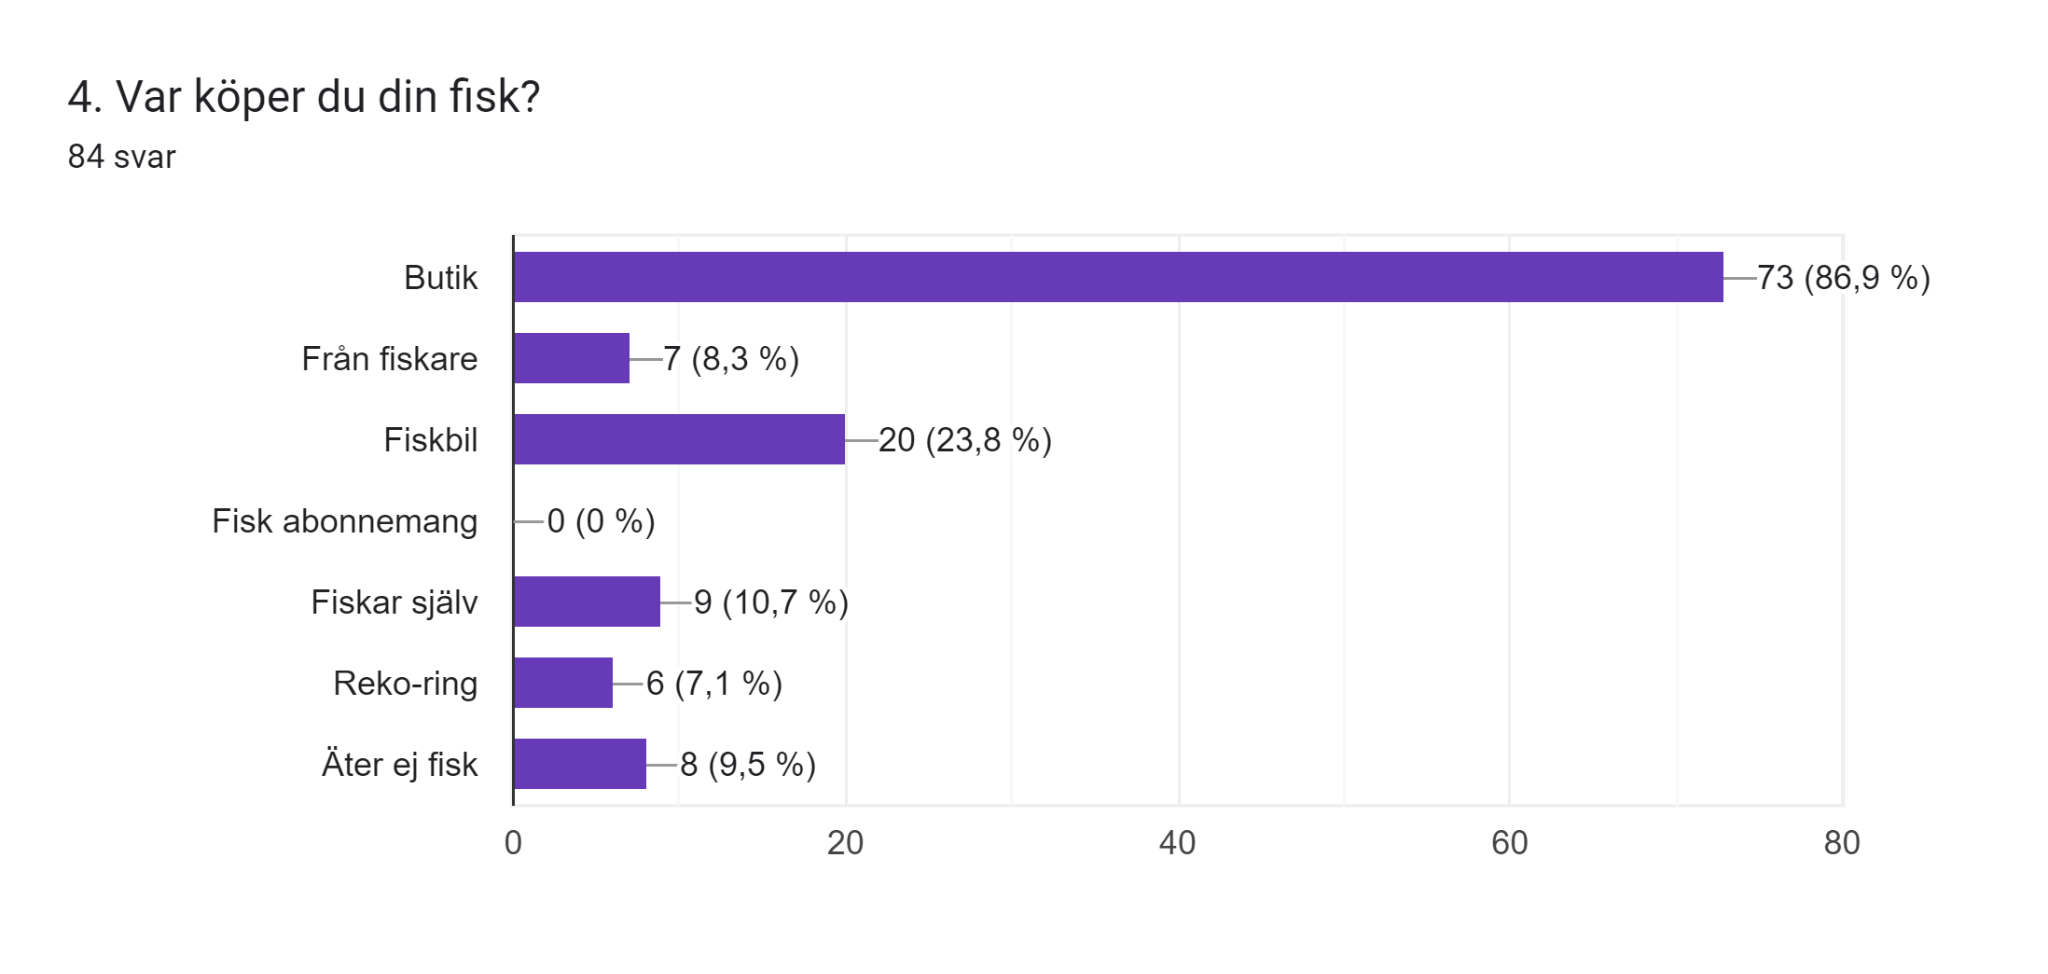 4. Var köper du din fisk?
84 svar
Butik 73 (86,9 %)
Från fiskare 7 (8,3 %)
Fiskbil 20 (23,8 %)
Fisk abonnemang 0 (0 %)
Fiskar själv 9 (10,7 %)
Reko-ring 6 (7,1 %)
Äter ej fisk 8 (9,5 %)
0 20 40 60 80